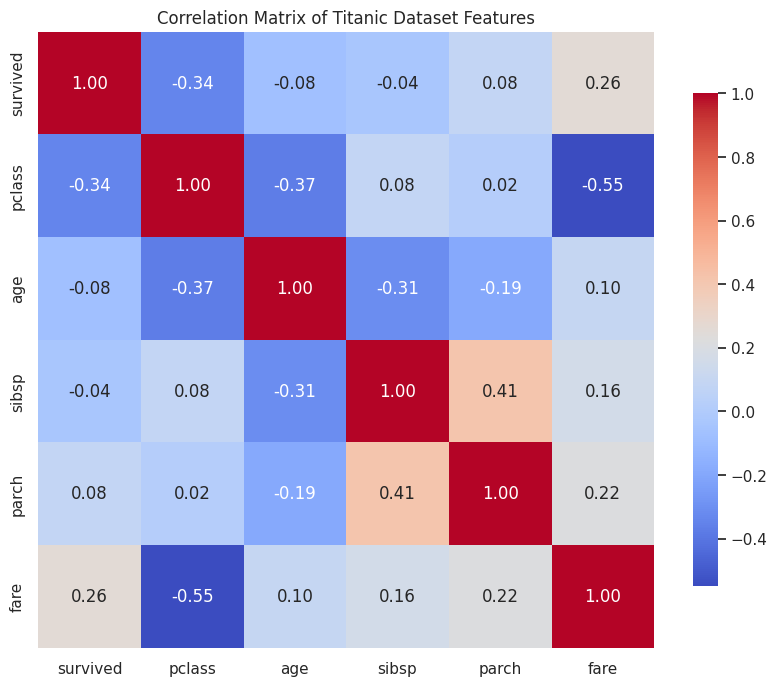 Correlation Matrix of Titanic Dataset Features
survived 1.00 -0.34 -0.08 -0.04 0.08 0.26
pclass -0.34 1.00 -0.37 0.08 0.02 -0.55
age -0.08 -0.37 1.00 -0.31 -0.19 0.10
sibsp -0.04 0.08 -0.31 1.00 0.41 0.16
parch 0.08 0.02 -0.19 0.41 1.00 0.22
fare 0.26 -0.55 0.10 0.16 0.22 1.00
survived pclass age sibsp parch fare
1.0
0.8
0.6
0.4
0.2
0.0
−0.2
−0.4